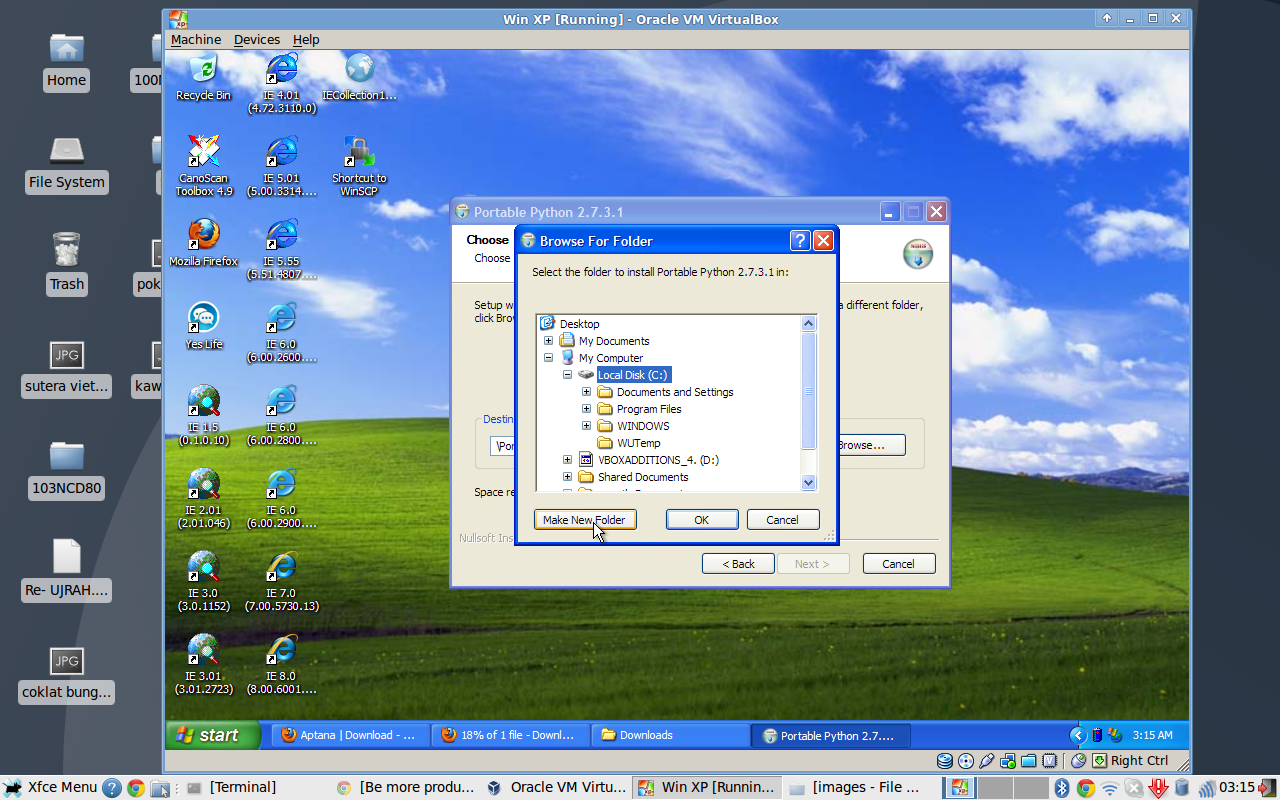 Win XP [Running] - Oracle VM VirtualBox
Machine Devices Help
Home
100N
File System
Trash
pok
JPG
sutera viet...
kaw
103NCD80
Re- UJRAH....
JPG
coklat bung...
Recycle Bin
IE 4.01
(4.72.3110.0)
IECollection1...
CanoScan
Toolbox 4.9
IE 5.01
(5.00.3314....
Shortcut to
WinSCP
Mozilla Firefox
IE 5.55
(5.51.4807....
Yes Life
IE 6.0
(6.00.2600....
IE 1.5
(0.1.0.10)
IE 6.0
(6.00.2800....
IE 2.01
(2.01.046)
IE 6.0
(6.00.2900....
IE 3.0
(3.0.1152)
IE 7.0
(7.00.5730.13)
IE 3.01
(3.01.2723)
IE 8.0
(8.00.6001....
Portable Python 2.7.3.1
Choose
Choose
Setup w
a different folder,
click Brow
Destin
\Por
Browse...
Space re
Nullsoft Ins
< Back
Next >
Cancel
Browse For Folder
Select the folder to install Portable Python 2.7.3.1 in:
Desktop
My Documents
My Computer
Local Disk (C:)
Documents and Settings
Program Files
WINDOWS
WUTemp
VBOXADDITIONS_4. (D:)
Shared Documents
Make New Folder
OK
Cancel
start
Aptana | Download - ...
18% of 1 file - Downl...
Downloads
Portable Python 2.7....
3:15 AM
Right Ctrl
Xfce Menu
[Terminal]
[Be more produ...
Oracle VM Virtu...
Win XP [Runnin...
[images - File ...
03:15